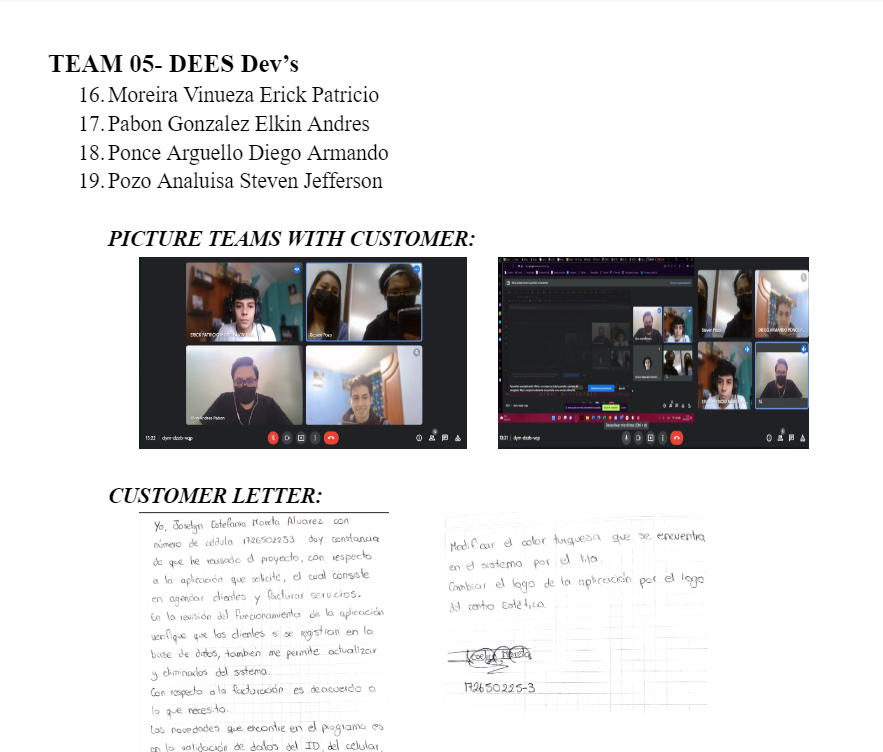 TEAM 05- DEES Dev’s
16. Moreira Vinueza Erick Patricio
17. Pabon Gonzalez Elkin Andres
18. Ponce Arguello Diego Armando
19. Pozo Analuisa Steven Jefferson
PICTURE TEAMS WITH CUSTOMER:
ERICK PATRICIO
Steven Pozo
Elkin Andres Pabon
13:22 | dym-dzzb-vqp
Steven Pozo
DIEGO ARMANDO PONCE
13:21 | dym-dzzb-vqp
CUSTOMER LETTER:
Yo, Joselyn Estefania Moreta Alvarez con
número de cédula 1726502253 doy constancia
de que he revisado el proyecto, con respecto
a la aplicación que solicite, el cual consiste
en agendar clientes y facturar servicios.
En la revisión del funcionamiento de la aplicación
verifique que los clientes si se registran en la
base de datos, tambien me permite actualizar
y eliminarlos del sistema.
Con respecto a la facturación es deacuerdo a
lo que necesito.
Las novedades que encontre en el programa es
en la validación de datos del ID, del celular,
Modificar el color turquesa que se encuentra
en el sistema por el lila.
Cambiar el logo de la aplicación por el logo
del centro Estético.
Joselyn Moreta
172650225-3